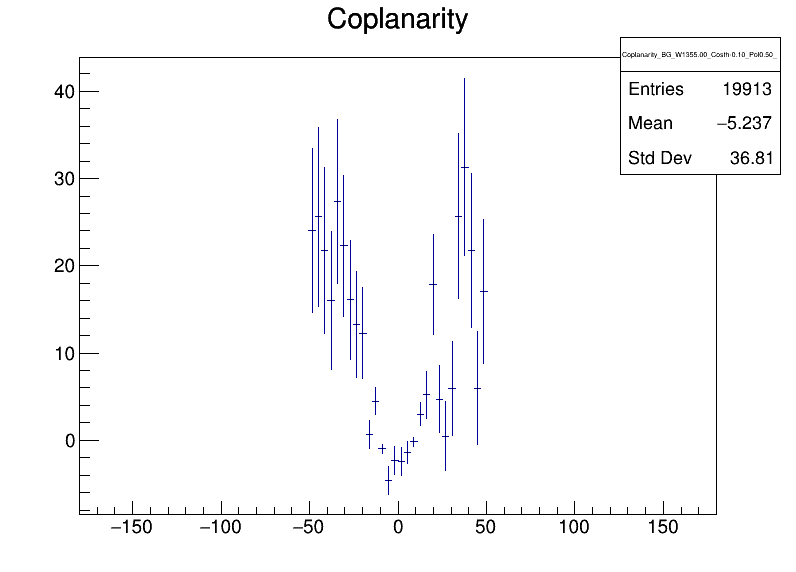 Coplanarity
Coplanarity_BG_W1355.00_Costh-0.10_Pol0.50_
Entries 19913
Mean −5.237
Std Dev 36.81
40
30
20
10
0
−150 −100 −50 0 50 100 150